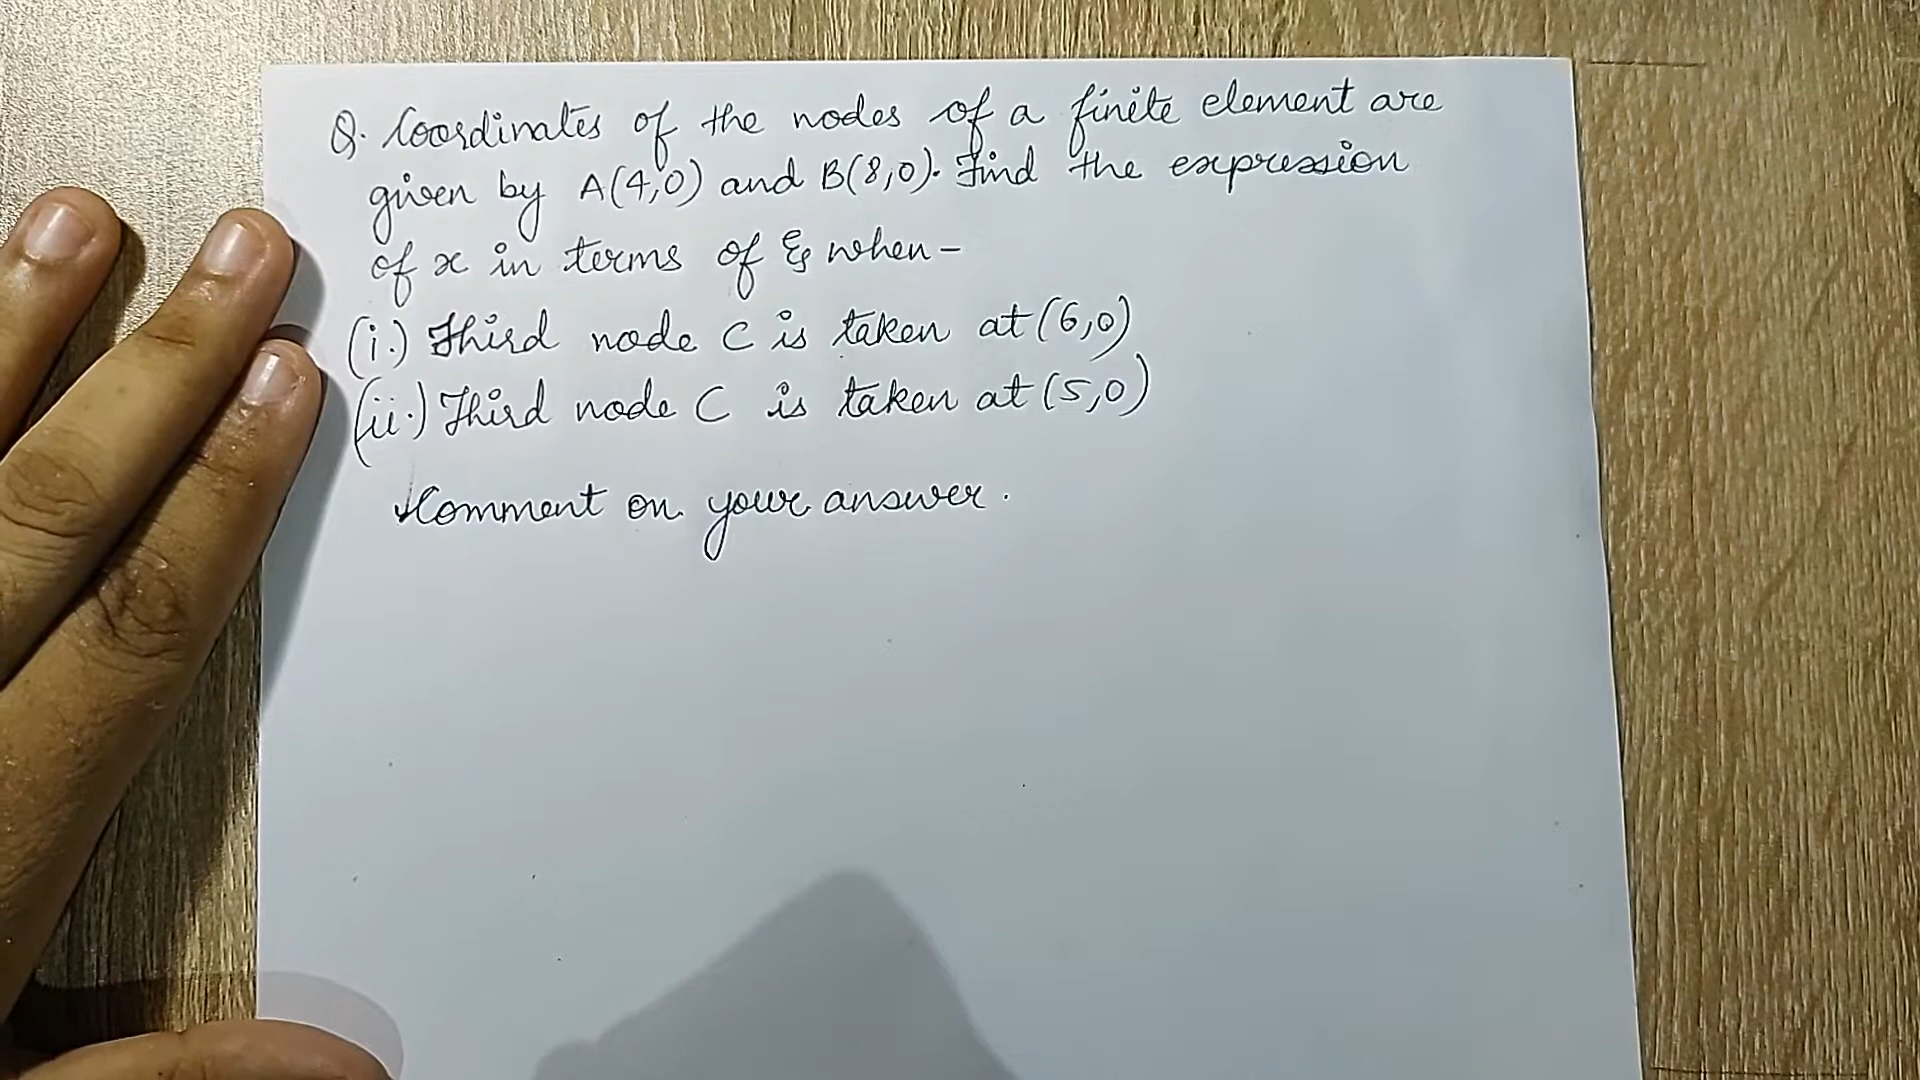 Q. Coordinates of the nodes of a finite element are
given by A(4,0) and B(8,0). Find the expression
of x in terms of ξ when -
(i.) Third node C is taken at (6,0)
(ii.) Third node C is taken at (5,0)
Comment on your answer.